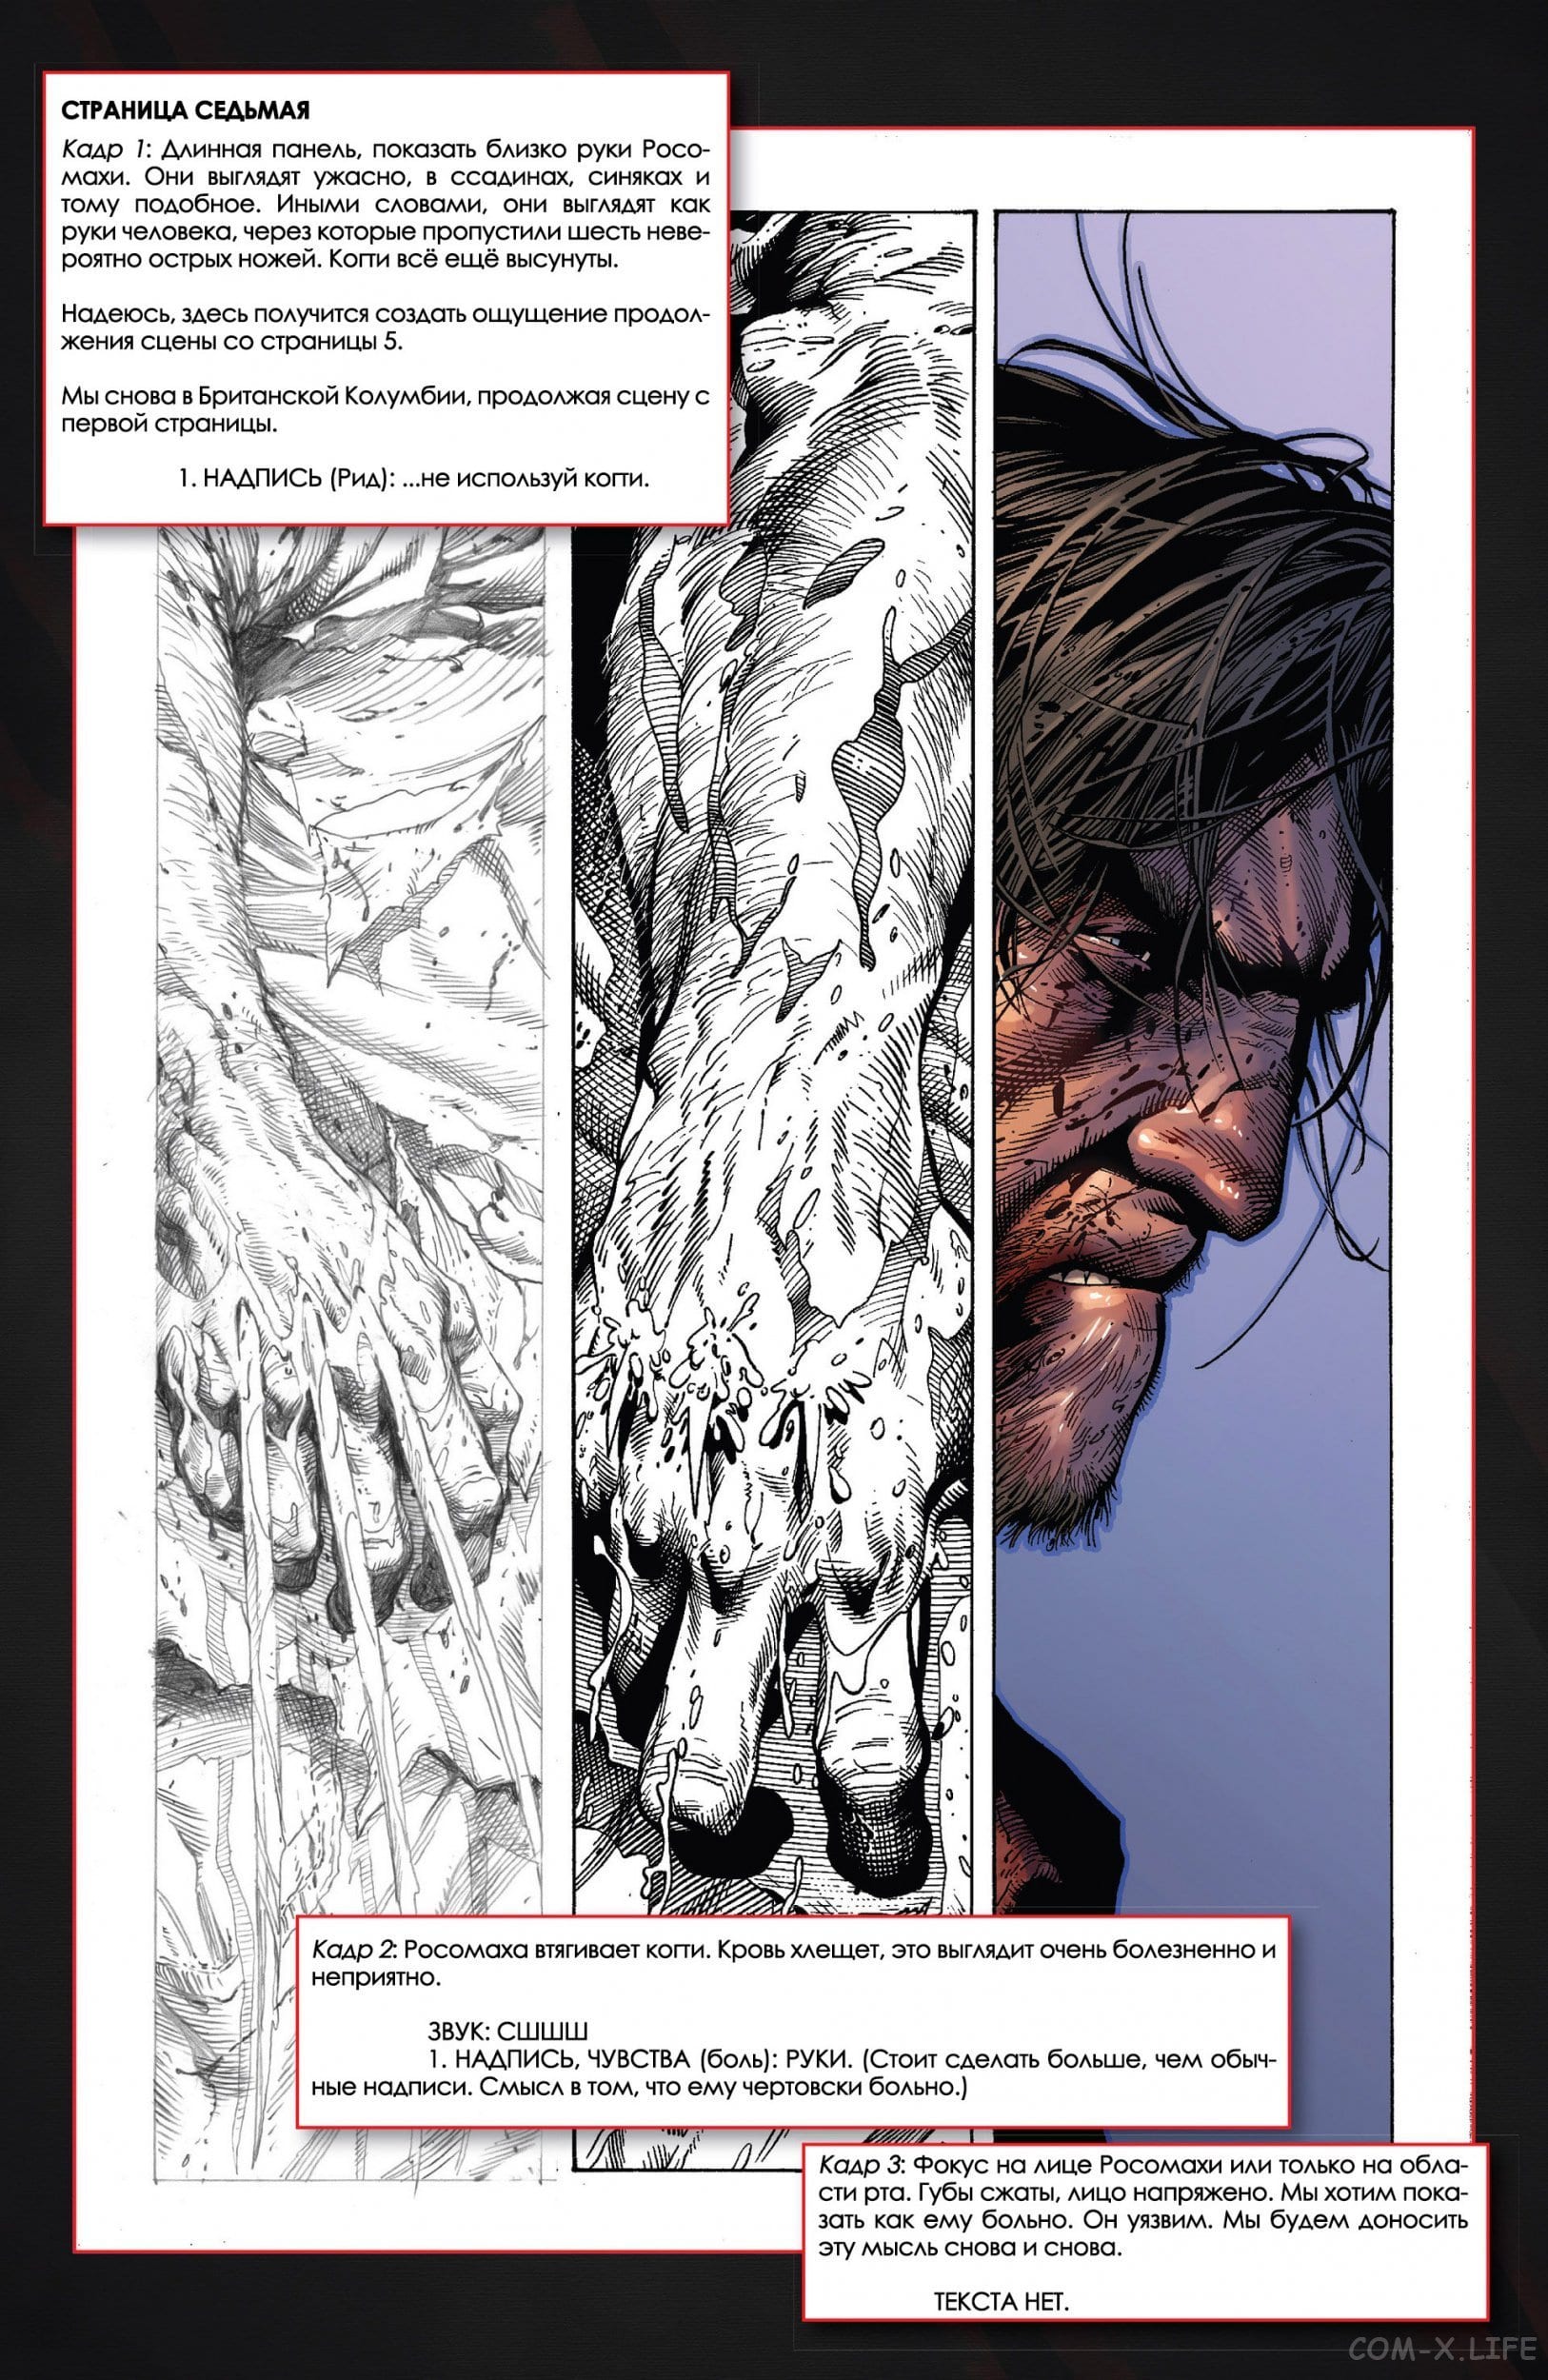 СТРАНИЦА СЕДЬМАЯ
Кадр 1: Длинная панель, показать близко руки Росо-
махи. Они выглядят ужасно, в ссадинах, синяках и
тому подобное. Иными словами, они выглядят как
руки человека, через которые пропустили шесть неве-
роятно острых ножей. Когти всё ещё высунуты.
Надеюсь, здесь получится создать ощущение продол-
жения сцены со страницы 5.
Мы снова в Британской Колумбии, продолжая сцену с
первой страницы.
1. НАДПИСЬ (Рид): ...не используй когти.
Кадр 2: Росомаха втягивает когти. Кровь хлещет, это выглядит очень болезненно и
неприятно.
ЗВУК: СШШШ
1. НАДПИСЬ, ЧУВСТВА (боль): РУКИ. (Стоит сделать больше, чем обыч-
ные надписи. Смысл в том, что ему чертовски больно.)
Кадр 3: Фокус на лице Росомахи или только на обла-
сти рта. Губы сжаты, лицо напряжено. Мы хотим пока-
зать как ему больно. Он уязвим. Мы будем доносить
эту мысль снова и снова.
ТЕКСТА НЕТ.
COM-X.LIFE